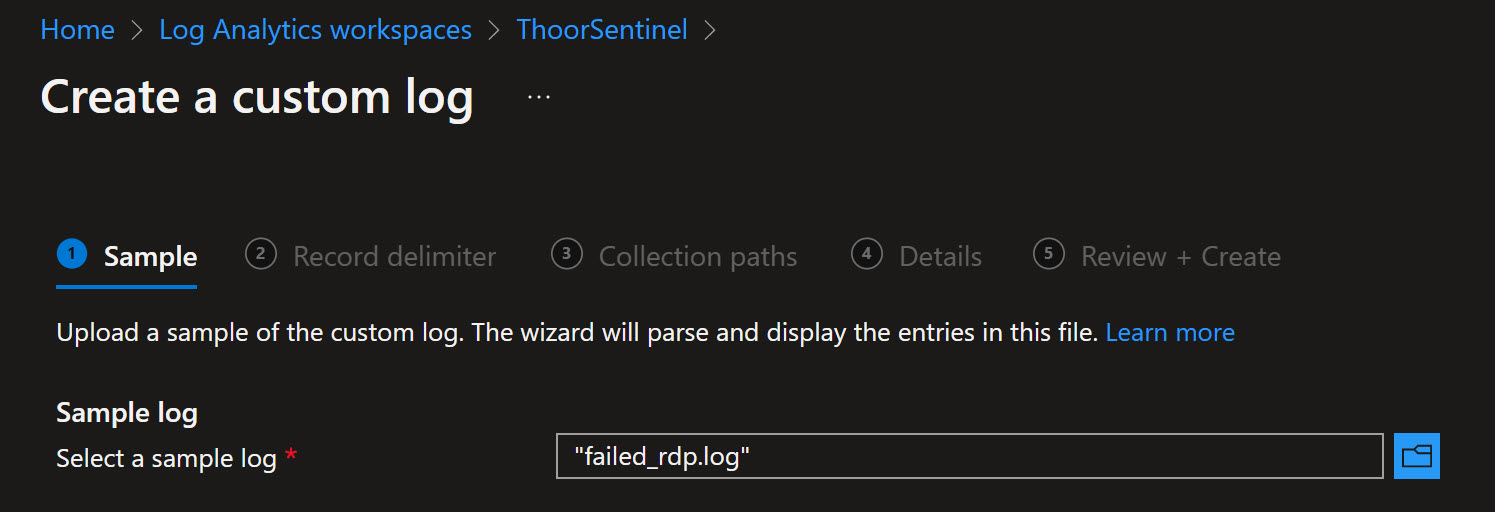 Home > Log Analytics workspaces > ThoorSentinel >
Create a custom log ...
1 Sample 2 Record delimiter 3 Collection paths 4 Details 5 Review + Create
Upload a sample of the custom log. The wizard will parse and display the entries in this file. Learn more
Sample log
Select a sample log * "failed_rdp.log"